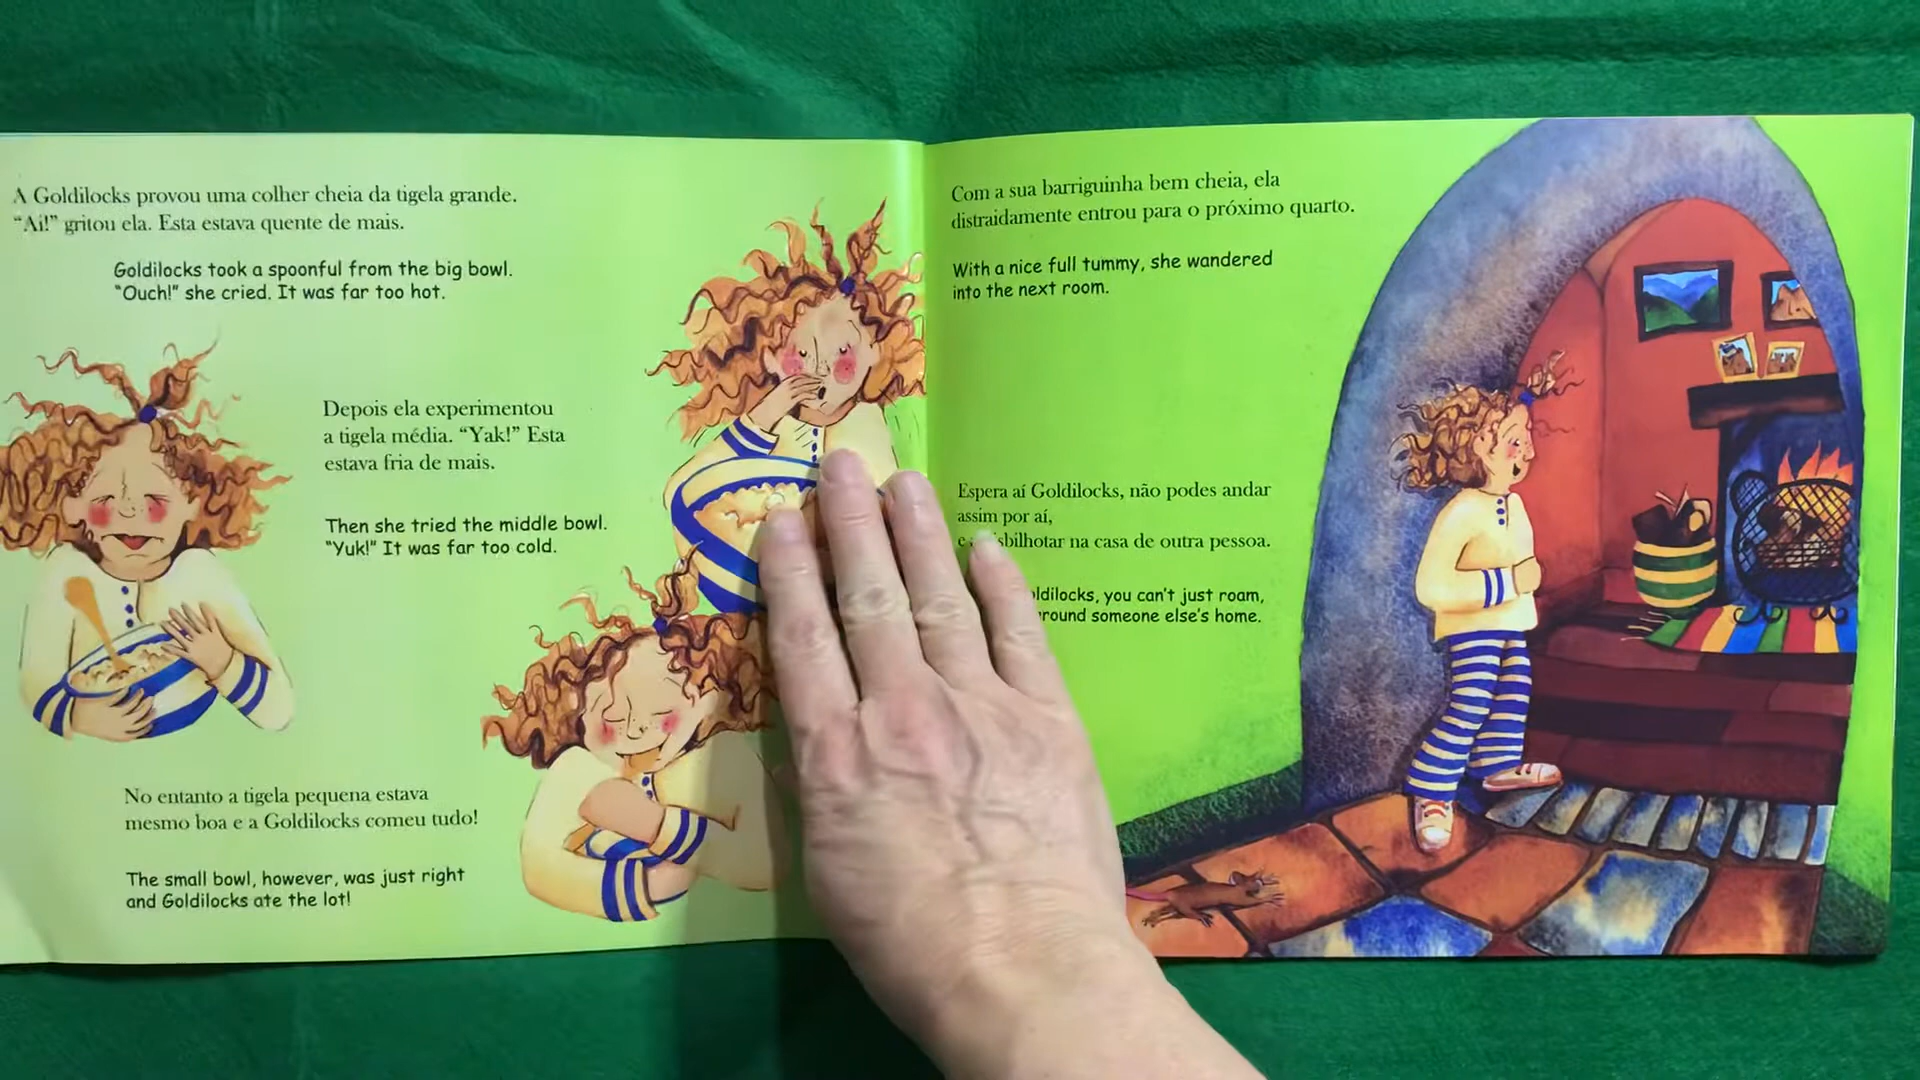 A Goldilocks provou uma colher cheia da tigela grande.
“Ai!” gritou ela. Esta estava quente de mais.
Goldilocks took a spoonful from the big bowl.
“Ouch!” she cried. It was far too hot.
Depois ela experimentou
a tigela média. “Yak!” Esta
estava fria de mais.
Then she tried the middle bowl.
“Yuk!” It was far too cold.
No entanto a tigela pequena estava
mesmo boa e a Goldilocks comeu tudo!
The small bowl, however, was just right
and Goldilocks ate the lot!
Com a sua barriguinha bem cheia, ela
distraidamente entrou para o próximo quarto.
With a nice full tummy, she wandered
into the next room.
Espera aí Goldilocks, não podes andar
assim por aí,
na casa de outra pessoa.
you can’t just roam,
someone else’s home.